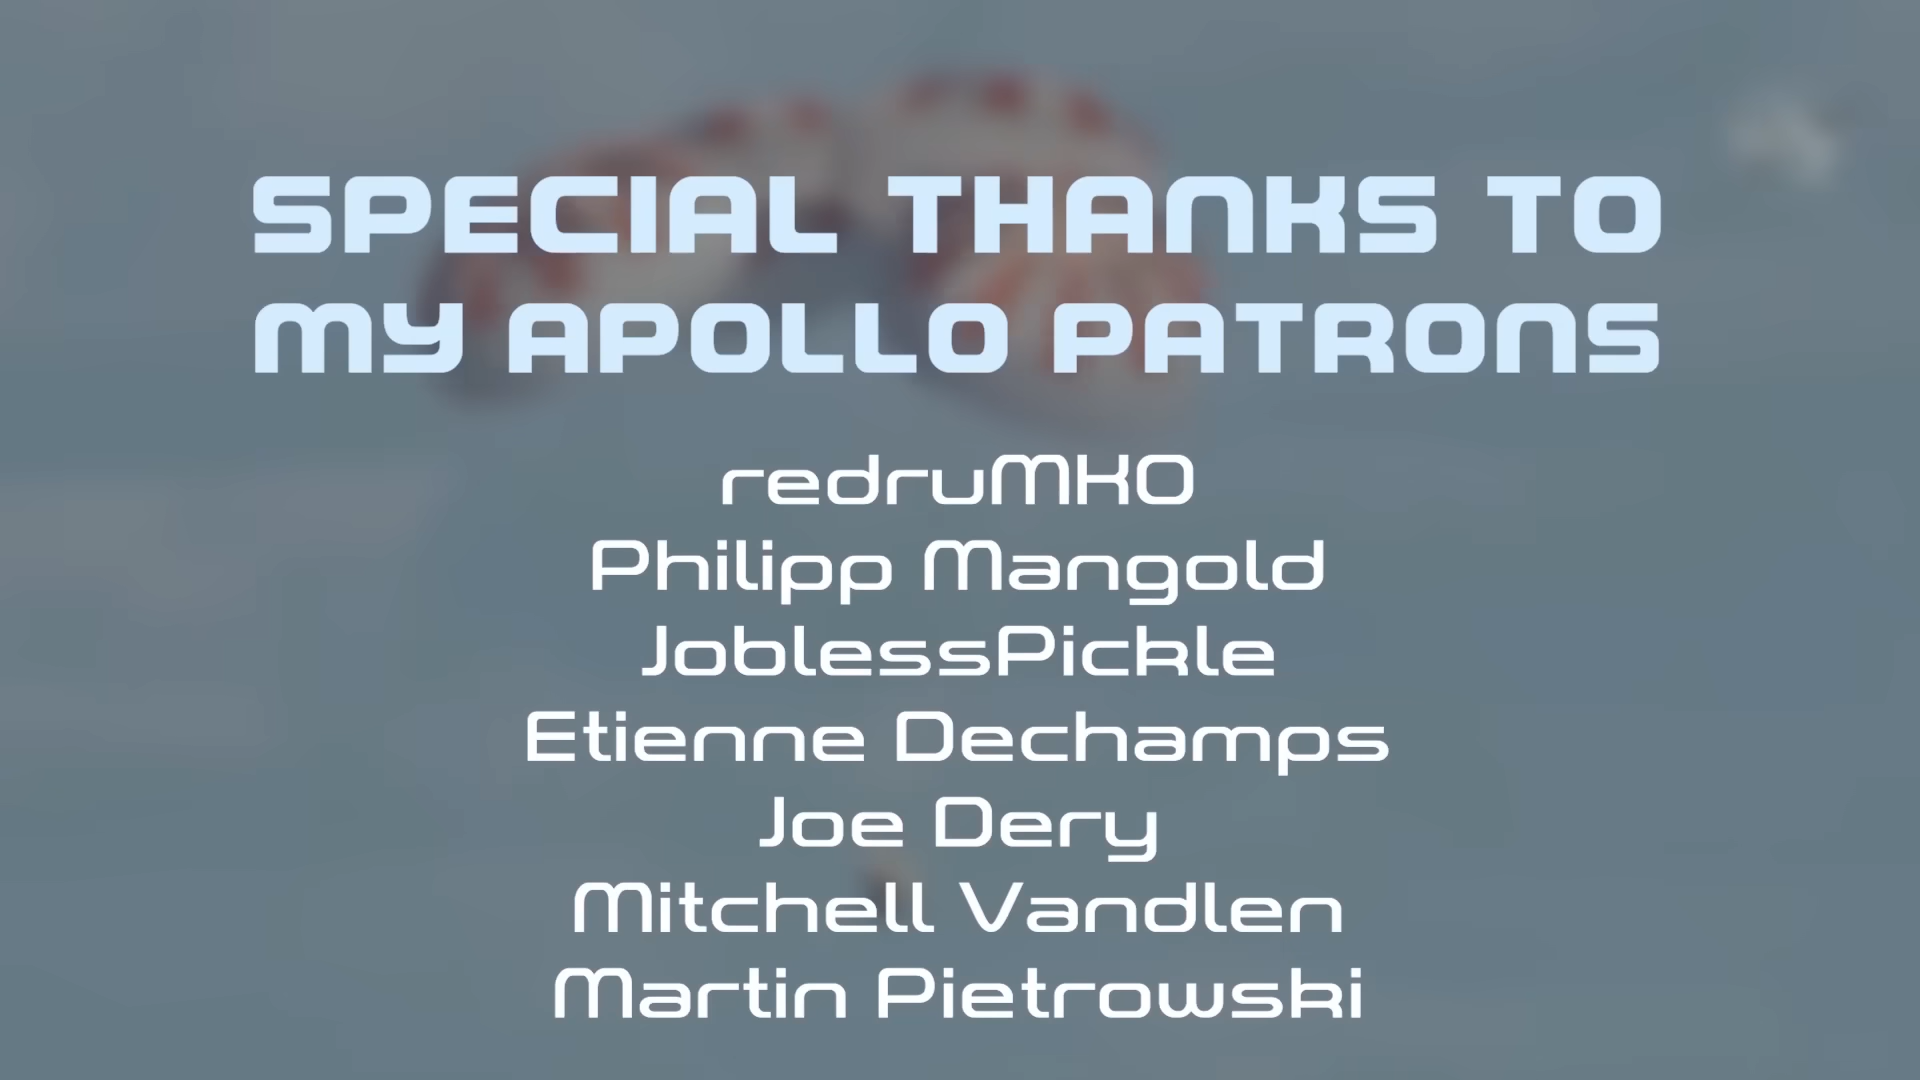 SPECIAL THANKS TO
MY APOLLO PATRONS
redruMKO
Philipp Mangold
JoblessPickle
Etienne Dechamps
Joe Dery
Mitchell Vandlen
Martin Pietrowski